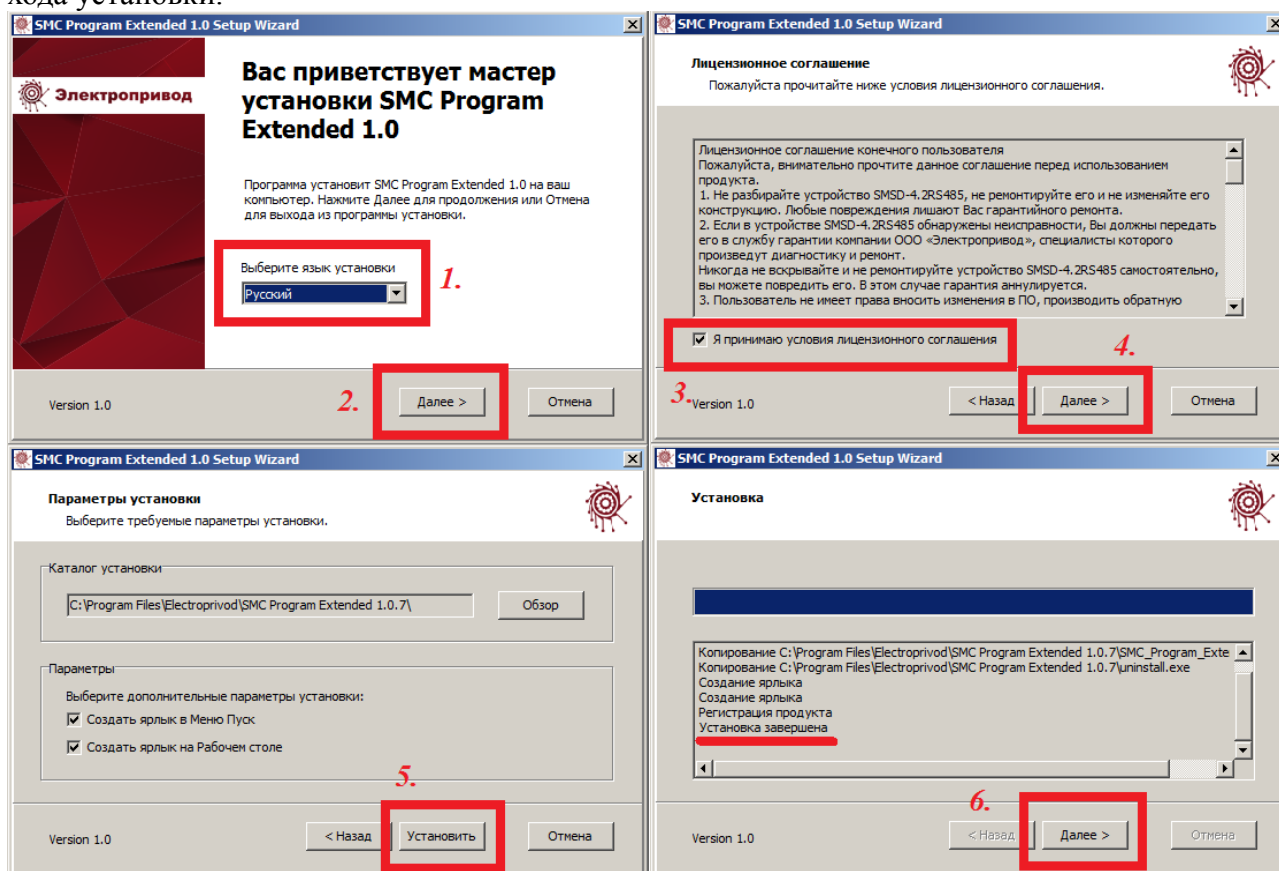 хода установки.
SMC Program Extended 1.0 Setup Wizard
Электропривод
Вас приветствует мастер
установки SMC Program
Extended 1.0
Программа установит SMC Program Extended 1.0 на ваш
компьютер. Нажмите Далее для продолжения или Отмена
для выхода из программы установки.
Выберите язык установки
Русский
1.
2.
Version 1.0
Далее >
Отмена
SMC Program Extended 1.0 Setup Wizard
Лицензионное соглашение
Пожалуйста прочитайте ниже условия лицензионного соглашения.
Лицензионное соглашение конечного пользователя
Пожалуйста, внимательно прочтите данное соглашение перед использованием
продукта.
1. Не разбирайте устройство SMSD-4.2RS485, не ремонтируйте его и не изменяйте его
конструкцию. Любые повреждения лишают Вас гарантийного ремонта.
2. Если в устройстве SMSD-4.2RS485 обнаружены неисправности, Вы должны передать
его в службу гарантии компании ООО «Электропривод», специалисты которого
произведут диагностику и ремонт.
Никогда не вскрывайте и не ремонтируйте устройство SMSD-4.2RS485 самостоятельно,
вы можете повредить его. В этом случае гарантия аннулируется.
3. Пользователь не имеет права вносить изменения в ПО, производить обратную
Я принимаю условия лицензионного соглашения
3.
4.
Version 1.0
< Назад
Далее >
Отмена
SMC Program Extended 1.0 Setup Wizard
Параметры установки
Выберите требуемые параметры установки.
Каталог установки
C:\Program Files\Electroprivod\SMC Program Extended 1.0.7\
Обзор
Параметры
Выберите дополнительные параметры установки:
Создать ярлык в Меню Пуск
Создать ярлык на Рабочем столе
5.
Version 1.0
< Назад
Установить
Отмена
SMC Program Extended 1.0 Setup Wizard
Установка
Копирование C:\Program Files\Electroprivod\SMC Program Extended 1.0.7\SMC_Program_Exte
Копирование C:\Program Files\Electroprivod\SMC Program Extended 1.0.7\uninstall.exe
Создание ярлыка
Создание ярлыка
Регистрация продукта
Установка завершена
6.
Version 1.0
< Назад
Далее >
Отмена